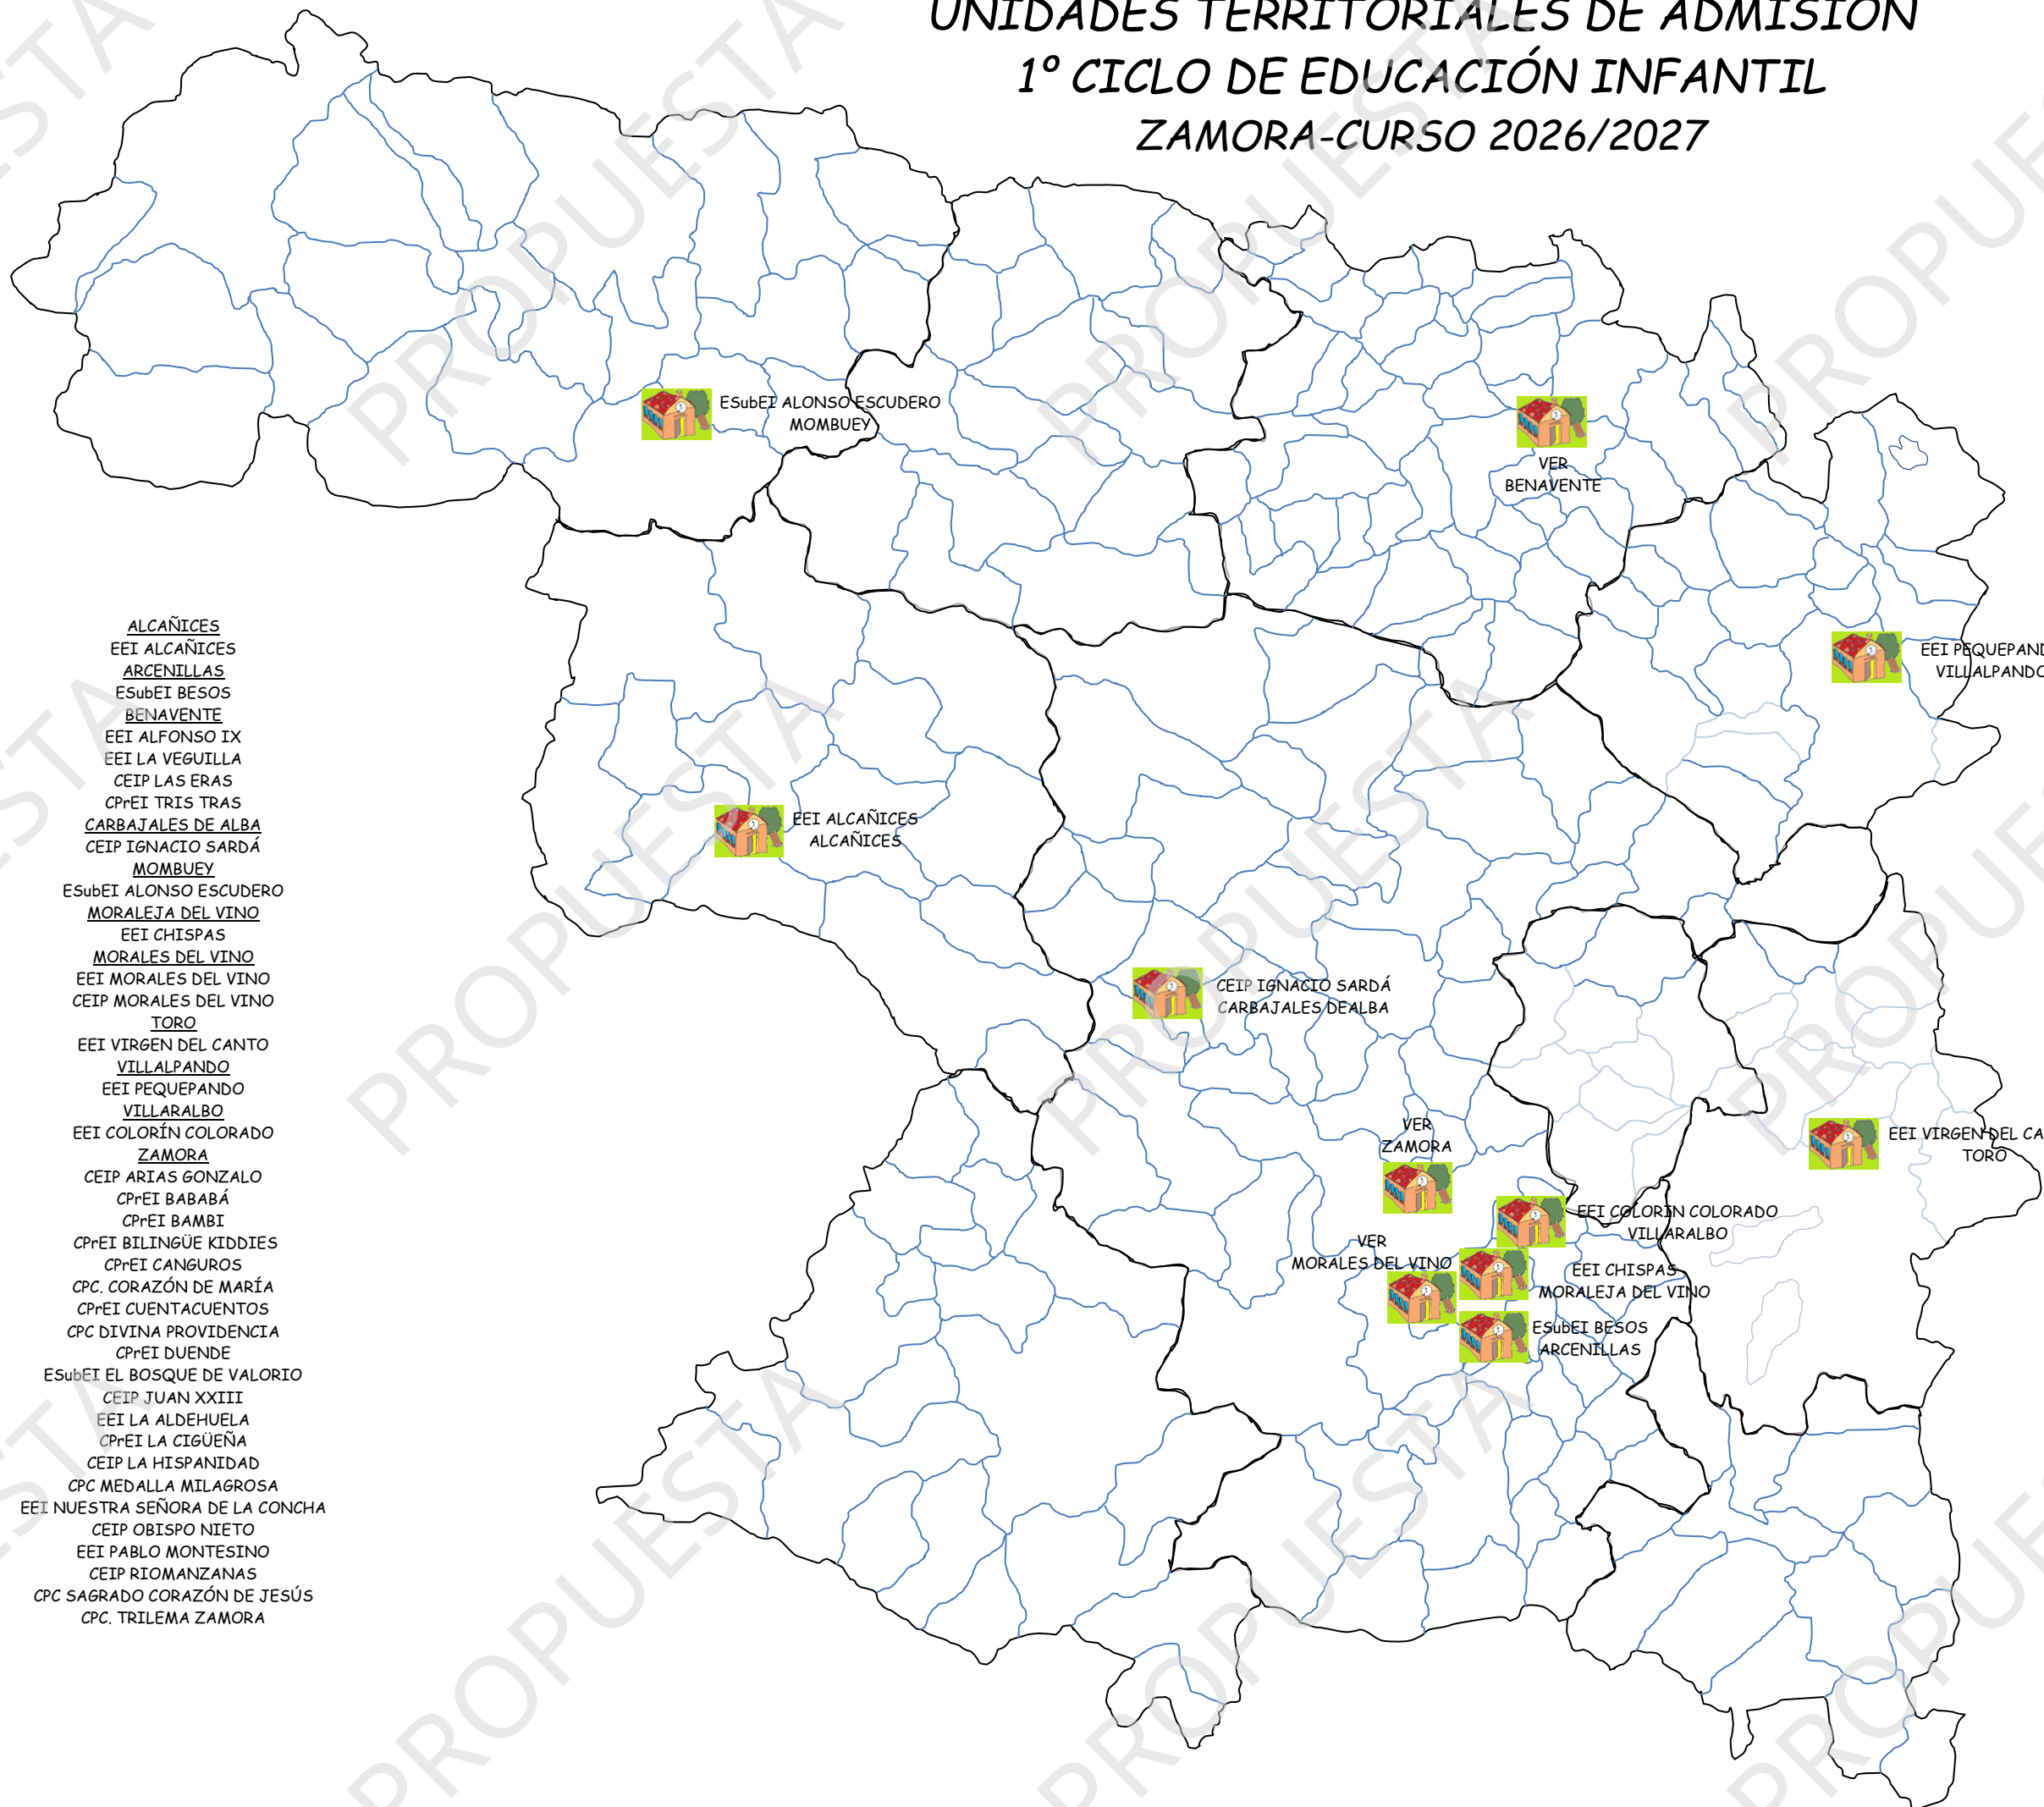 UNIDADES TERRITORIALES DE ADMISIÓN
1º CICLO DE EDUCACIÓN INFANTIL
ZAMORA-CURSO 2026/2027
ESubEI ALONSO ESCUDERO
MOMBUEY
VER
BENAVENTE
EEI PEQUEPAND
VILLALPANDO
EEI ALCAÑICES
ALCAÑICES
CEIP IGNACIO SARDÁ
CARBAJALES DEALBA
VER
ZAMORA
EEI VIRGEN DEL CA
TORO
EEI COLORÍN COLORADO
VILLARALBO
VER
MORALES DEL VINO
EEI CHISPAS
MORALEJA DEL VINO
ESubEI BESOS
ARCENILLAS
ALCAÑICES
EEI ALCAÑICES
ARCENILLAS
ESubEI BESOS
BENAVENTE
EEI ALFONSO IX
EEI LA VEGUILLA
CEIP LAS ERAS
CPrEI TRIS TRAS
CARBAJALES DE ALBA
CEIP IGNACIO SARDÁ
MOMBUEY
ESubEI ALONSO ESCUDERO
MORALEJA DEL VINO
EEI CHISPAS
MORALES DEL VINO
EEI MORALES DEL VINO
CEIP MORALES DEL VINO
TORO
EEI VIRGEN DEL CANTO
VILLALPANDO
EEI PEQUEPANDO
VILLARALBO
EEI COLORÍN COLORADO
ZAMORA
CEIP ARIAS GONZALO
CPrEI BABABÁ
CPrEI BAMBI
CPrEI BILINGÜE KIDDIES
CPrEI CANGUROS
CPC. CORAZÓN DE MARÍA
CPrEI CUENTACUENTOS
CPC DIVINA PROVIDENCIA
CPrEI DUENDE
ESubEI EL BOSQUE DE VALORIO
CEIP JUAN XXIII
EEI LA ALDEHUELA
CPrEI LA CIGÜEÑA
CEIP LA HISPANIDAD
CPC MEDALLA MILAGROSA
EEI NUESTRA SEÑORA DE LA CONCHA
CEIP OBISPO NIETO
EEI PABLO MONTESINO
CEIP RIOMANZANAS
CPC SAGRADO CORAZÓN DE JESÚS
CPC. TRILEMA ZAMORA
PROPUESTA
PROPUESTA
PROPUESTA
PROPUESTA
PROPUESTA
PROPUESTA
PROPUESTA
PROPUESTA
PROPUESTA